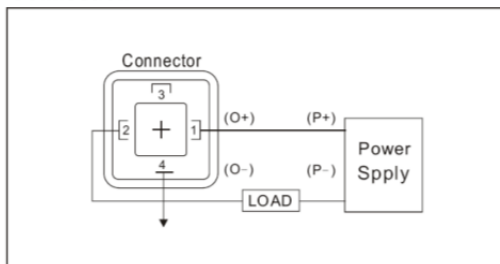 Connector
3
2 + 1
4
(O+) (P+)
(O−) (P−)
Power
Spply
LOAD